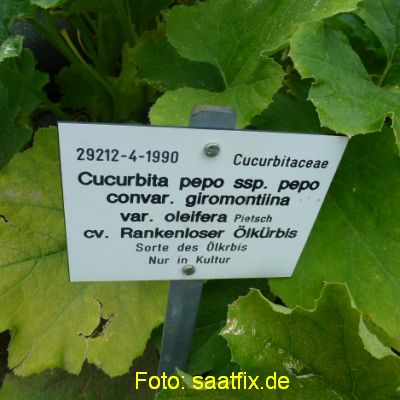 29212-4-1990 Cucurbitaceae
Cucurbita pepo ssp. pepo
convar. giromontiina
var. oleifera Pietsch
cv. Rankenloser Ölkürbis
Sorte des Ölkrbis
Nur in Kultur
Foto: saatfix.de